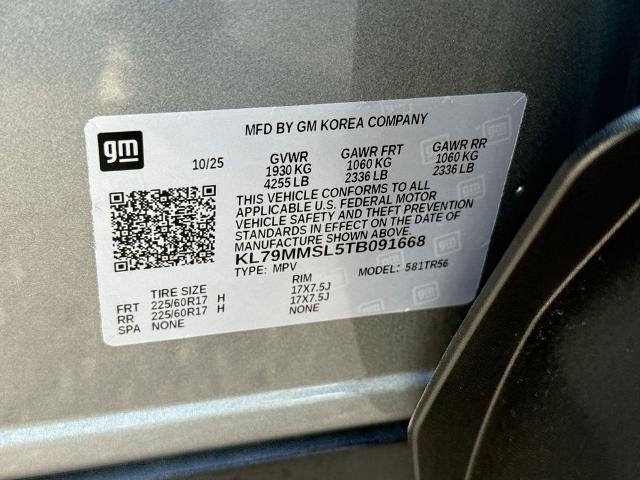 MFD BY GM KOREA COMPANY
gm
10/25 GVWR GAWR FRT GAWR RR
1930 KG 1060 KG 1060 KG
4255 LB 2336 LB 2336 LB
THIS VEHICLE CONFORMS TO ALL
APPLICABLE U.S. FEDERAL MOTOR
VEHICLE SAFETY AND THEFT PREVENTION
STANDARDS IN EFFECT ON THE DATE OF
MANUFACTURE SHOWN ABOVE.
KL79MMSL5TB091668
TYPE: MPV MODEL: 581TR56
TIRE SIZE RIM
FRT 225/60R17 H 17X7.5J
RR 225/60R17 H 17X7.5J
SPA NONE NONE